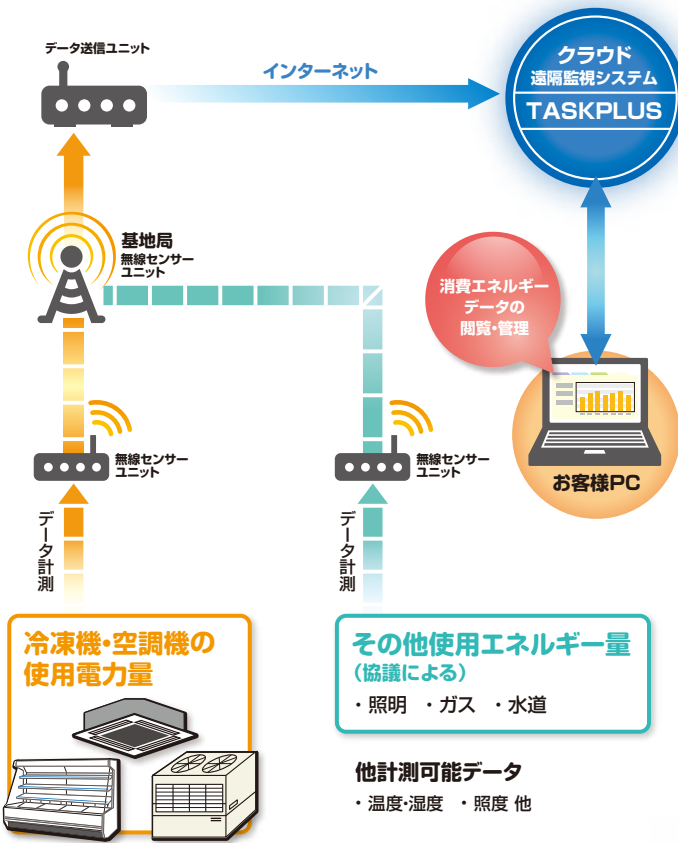 データ送信ユニット
インターネット
クラウド
遠隔監視システム
TASKPLUS
基地局
無線センサー
ユニット
消費エネルギー
データの
閲覧・管理
お客様PC
無線センサー
ユニット
無線センサー
ユニット
データ計測
データ計測
冷凍機・空調機の
使用電力量
その他使用エネルギー量
(協議による)
・照明 ・ガス ・水道
他計測可能データ
・温度・湿度 ・照度 他